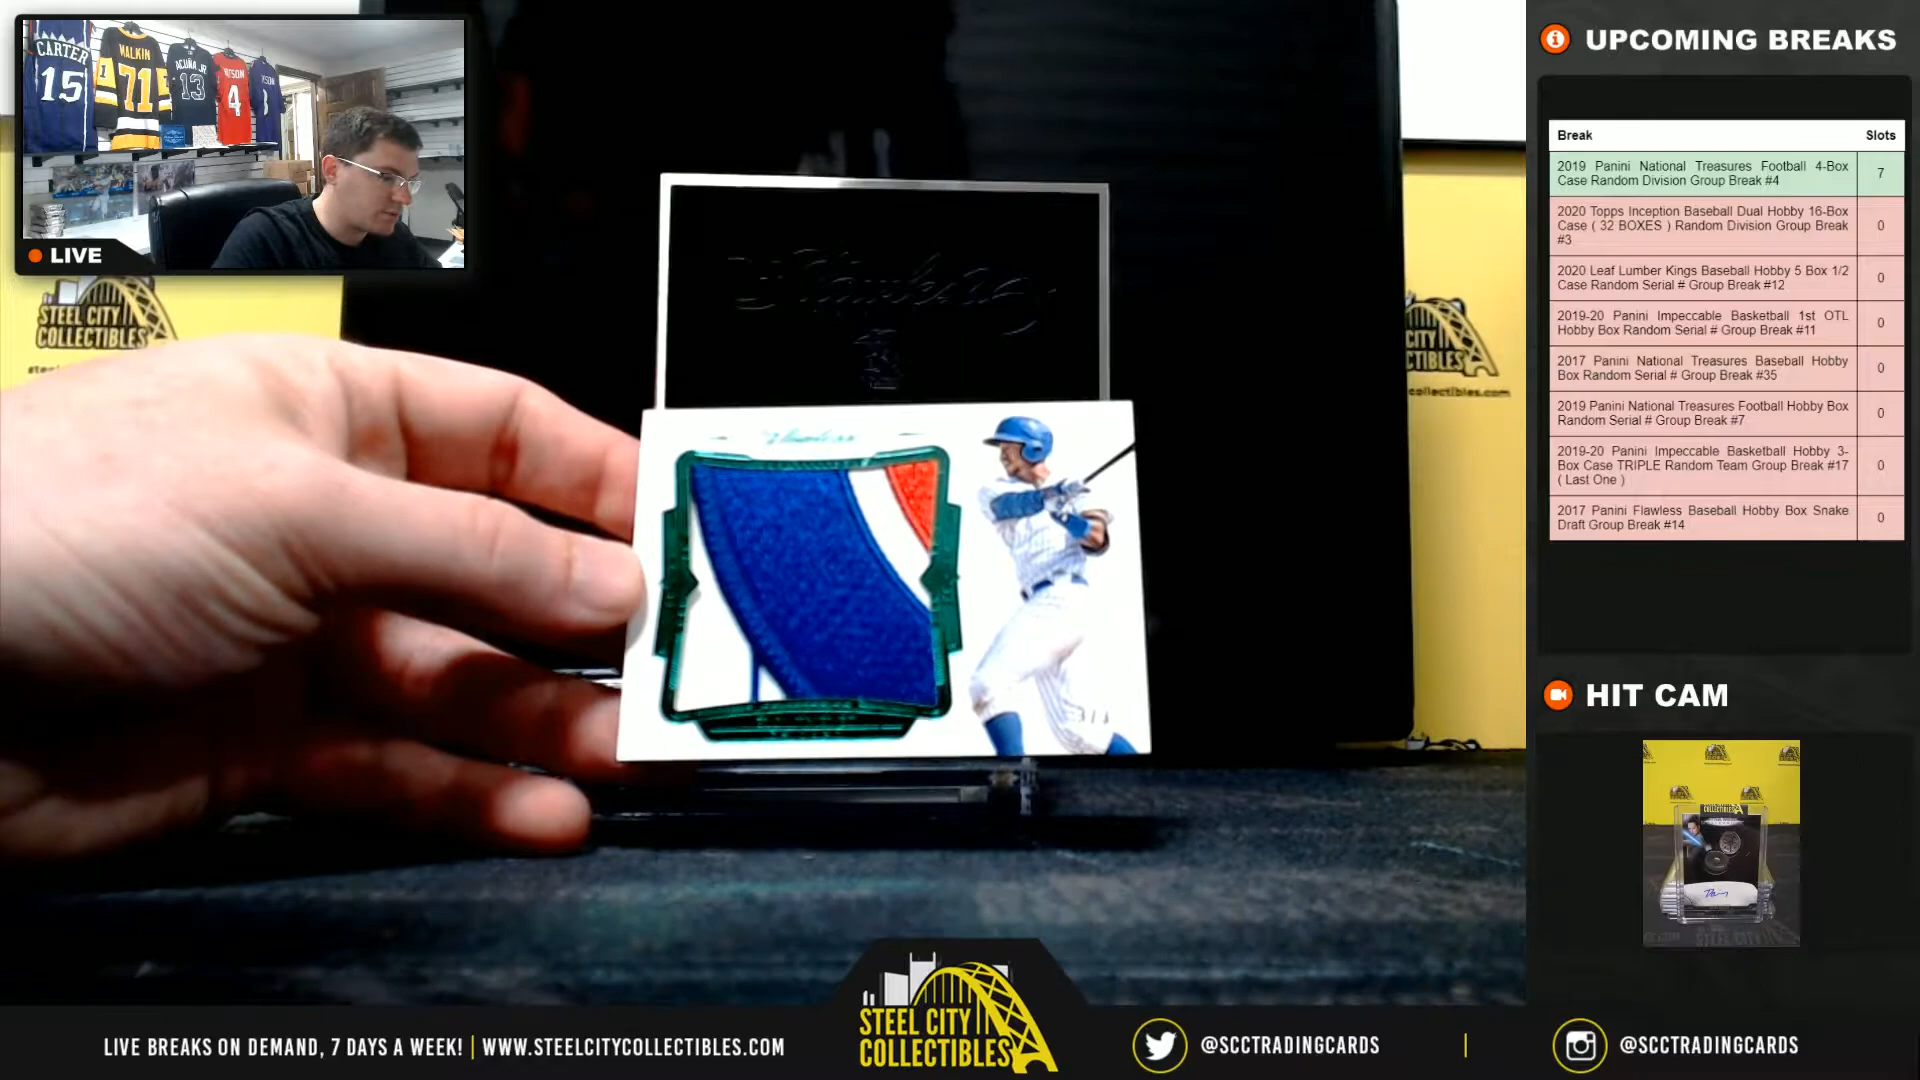 CARTER
15
MALKIN
71
ACUÑA JR
13
4
LIVE
STEEL CITY
COLLECTIBLES
Flawless
Flawless
CITY
collectibles.com
UPCOMING BREAKS
Break Slots
2019 Panini National Treasures Football 4-Box
Case Random Division Group Break #4
7
2020 Topps Inception Baseball Dual Hobby 16-Box
Case ( 32 BOXES ) Random Division Group Break
#3
0
2020 Leaf Lumber Kings Baseball Hobby 5 Box 1/2
Case Random Serial # Group Break #12
0
2019-20 Panini Impeccable Basketball 1st OTL
Hobby Box Random Serial # Group Break #11
0
2017 Panini National Treasures Baseball Hobby
Box Random Serial # Group Break #35
0
2019 Panini National Treasures Football Hobby Box
Random Serial # Group Break #7
0
2019-20 Panini Impeccable Basketball Hobby 3-
Box Case TRIPLE Random Team Group Break #17
( Last One )
0
2017 Panini Flawless Baseball Hobby Box Snake
Draft Group Break #14
0
HIT CAM
LIVE BREAKS ON DEMAND, 7 DAYS A WEEK! | WWW.STEELCITYCOLLECTIBLES.COM
STEEL CITY
COLLECTIBLES
@SCCTRADINGCARDS
@SCCTRADINGCARDS